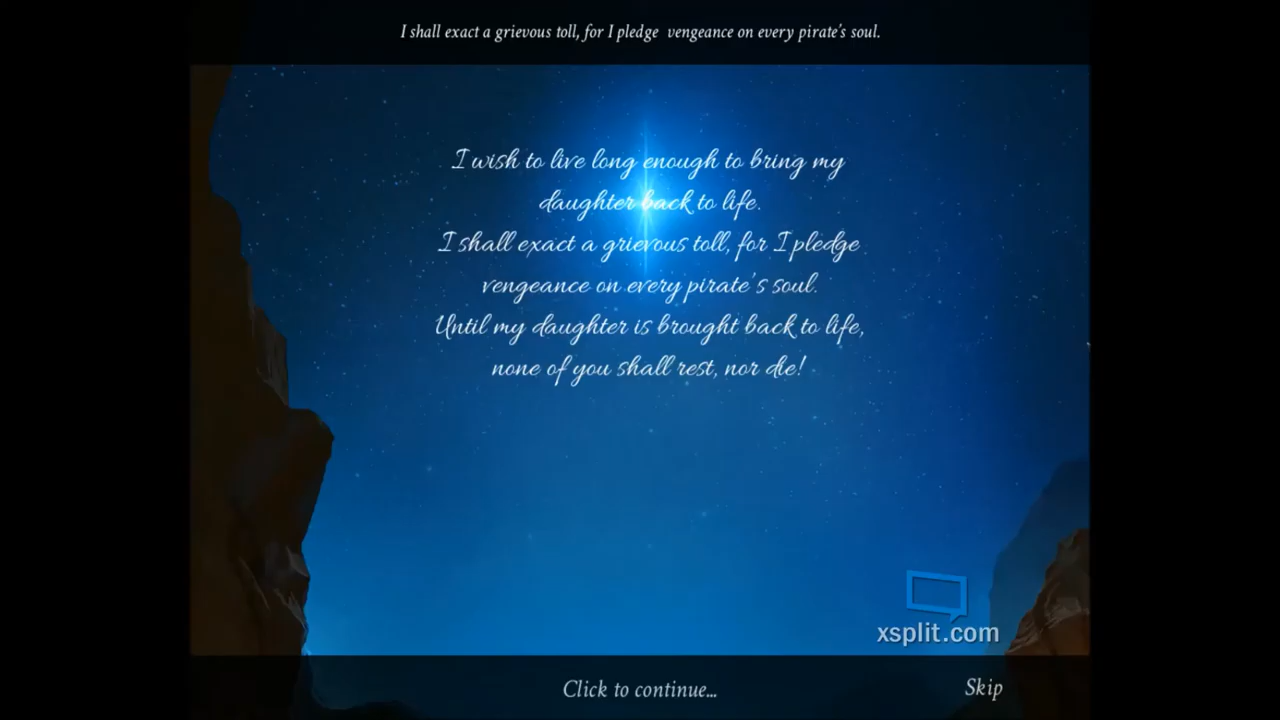 I shall exact a grievous toll, for I pledge  vengeance on every pirate's soul.
I wish to live long enough to bring my
daughter back to life.
I shall exact a grievous toll, for I pledge
vengeance on every pirate's soul.
Until my daughter is brought back to life,
none of you shall rest, nor die!
xsplit.com
Click to continue...
Skip